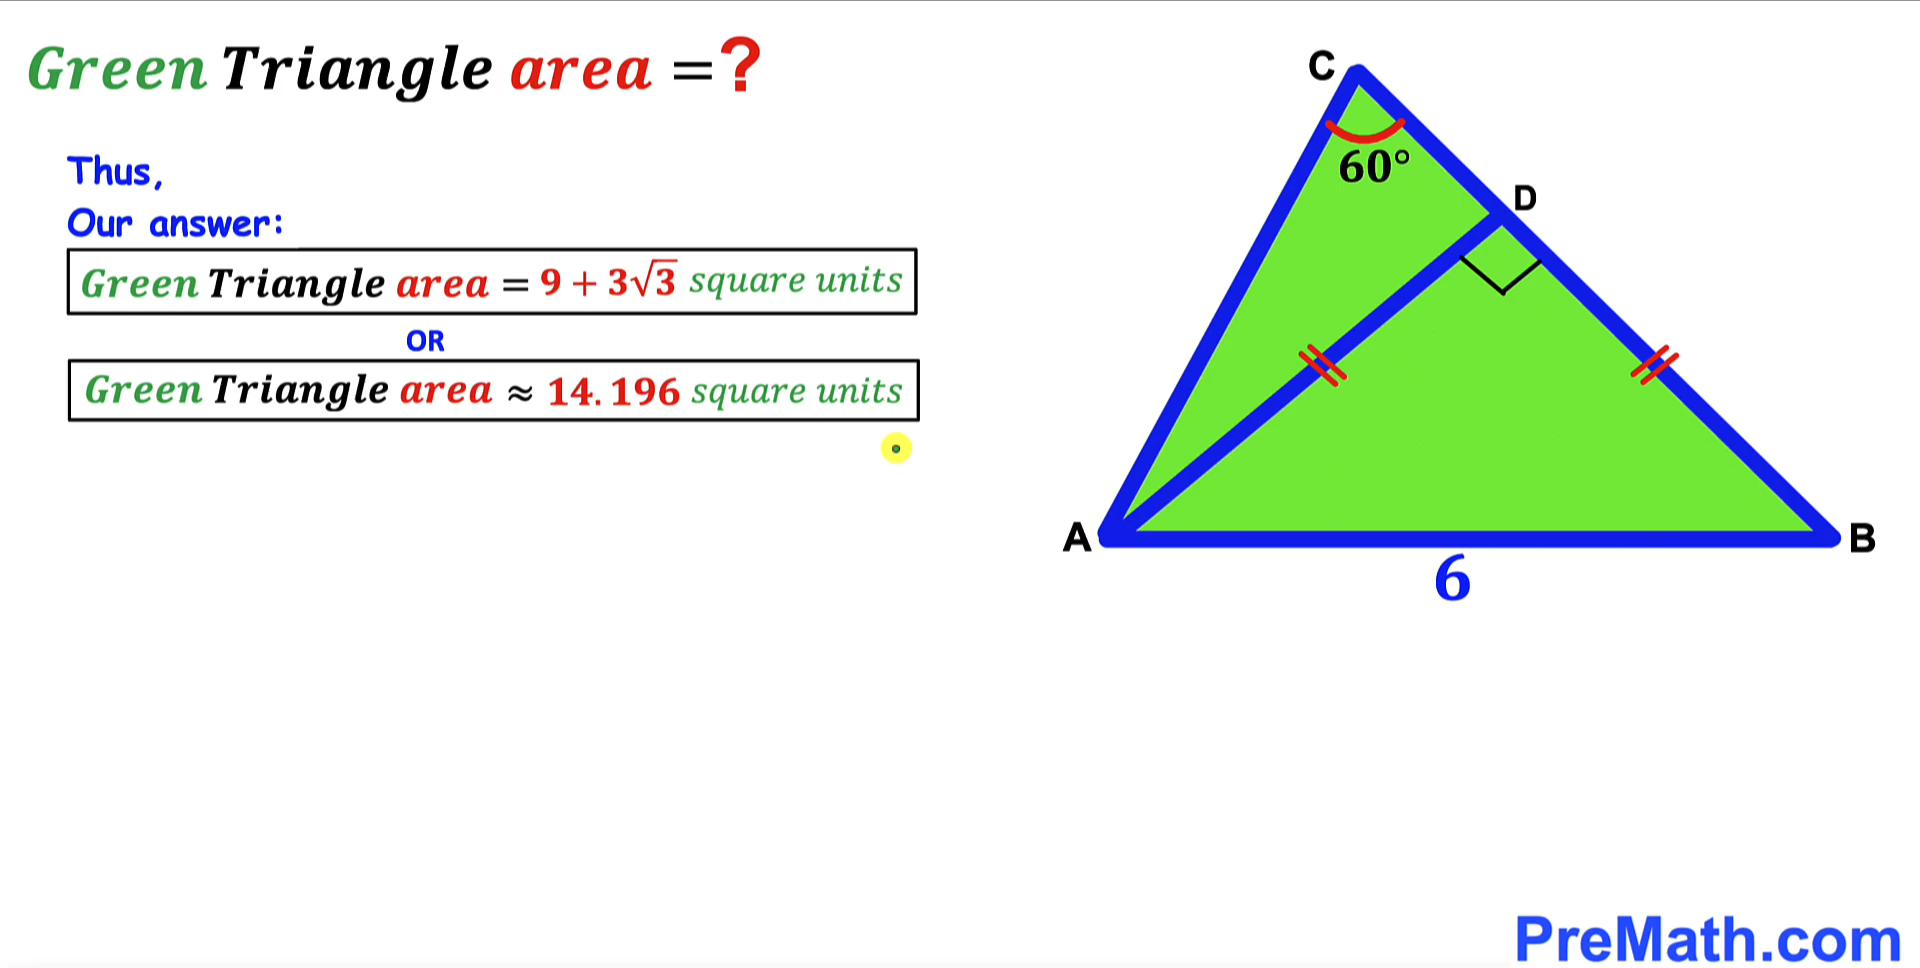 Green Triangle area =?
Thus,
Our answer:
Green Triangle area = 9 + 3√3 square units
OR
Green Triangle area ≈ 14.196 square units
C
60°
D
A
B
6
PreMath.com